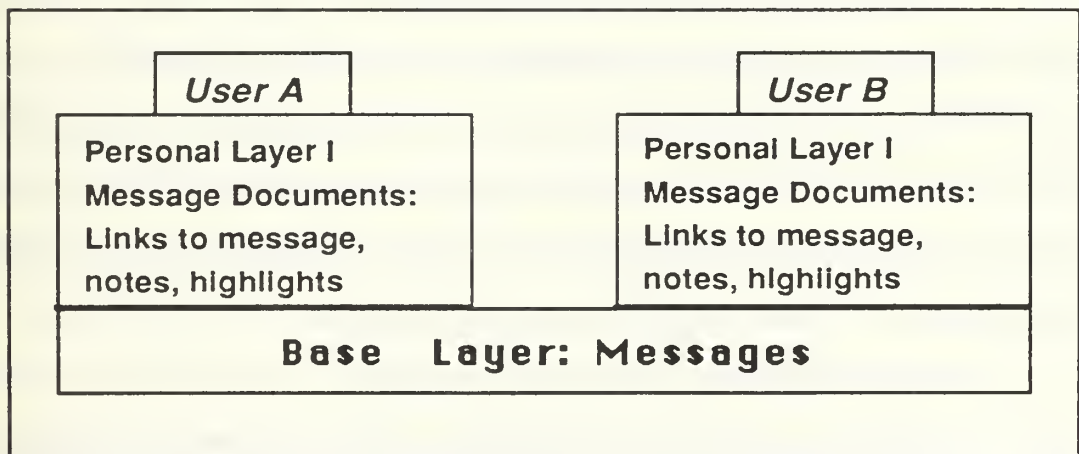 User A
Personal Layer I
Message Documents:
Links to message,
notes, highlights
User B
Personal Layer I
Message Documents:
Links to message,
notes, highlights
Base Layer: Messages